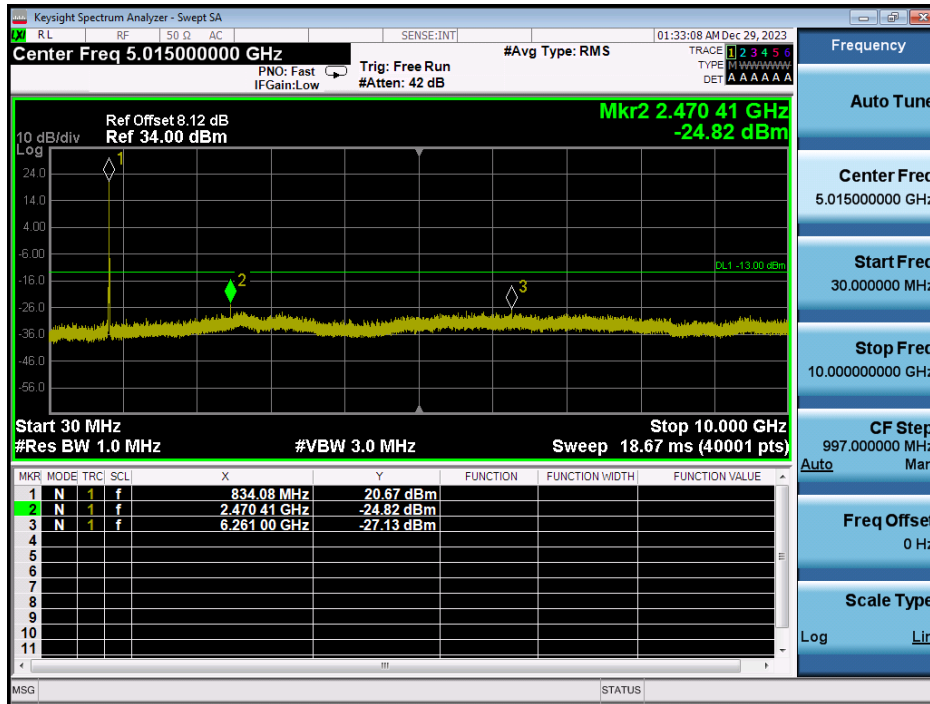 Keysight Spectrum Analyzer - Swept SA
LXI RL RF 50 Ω AC SENSE:INT 01:33:08 AM Dec 29, 2023
Center Freq 5.015000000 GHz #Avg Type: RMS TRACE 1 2 3 4 5 6
PNO: Fast Trig: Free Run TYPE M WWWWW
IFGain:Low #Atten: 42 dB DET A A A A A A
Mkr2 2.470 41 GHz
-24.82 dBm
Ref Offset 8.12 dB
10 dB/div Ref 34.00 dBm
Log
1
24.0
14.0
4.00
-6.00
DL1 -13.00 dBm
-16.0
2
3
-26.0
-36.0
-46.0
-56.0
Start 30 MHz Stop 10.000 GHz
#Res BW 1.0 MHz #VBW 3.0 MHz Sweep 18.67 ms (40001 pts)
MKR MODE TRC SCL X Y FUNCTION FUNCTION WIDTH FUNCTION VALUE
1 N 1 f 834.08 MHz 20.67 dBm
2 N 1 f 2.470 41 GHz -24.82 dBm
3 N 1 f 6.261 00 GHz -27.13 dBm
4
5
6
7
8
9
10
11
MSG STATUS
Frequency
Auto Tune
Center Freq
5.015000000 GHz
Start Freq
30.000000 MHz
Stop Freq
10.000000000 GHz
CF Step
997.000000 MHz
Auto Man
Freq Offset
0 Hz
Scale Type
Log Lin